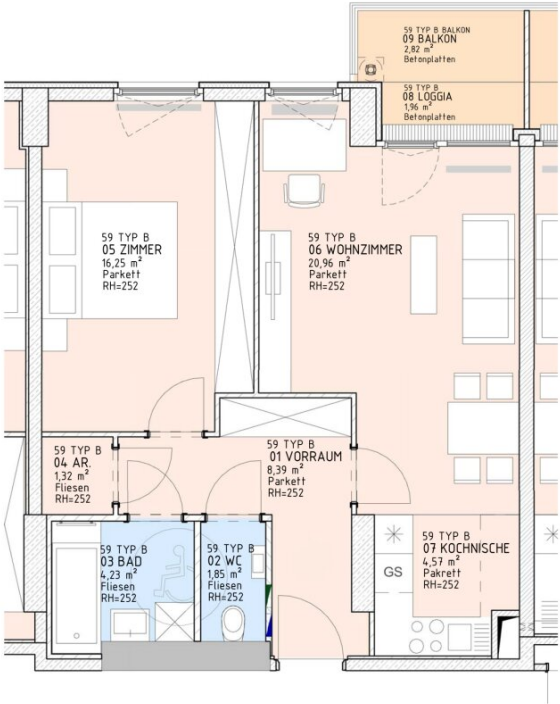 59 TYP B BALKON
09 BALKON
2,82 m²
Betonplatten
59 TYP B
08 LOGGIA
1,96 m²
Betonplatten
59 TYP B
05 ZIMMER
16,25 m²
Parkett
RH=252
59 TYP B
06 WOHNZIMMER
20,96 m²
Parkett
RH=252
59 TYP B
04 AR.
1,32 m²
Fliesen
RH=252
59 TYP B
01 VORRAUM
8,39 m²
Parkett
RH=252
59 TYP B
03 BAD
4,23 m²
Fliesen
RH=252
59 TYP B
02 WC
1,85 m²
Fliesen
RH=252
59 TYP B
07 KOCHNISCHE
4,57 m²
Pakrett
RH=252
GS